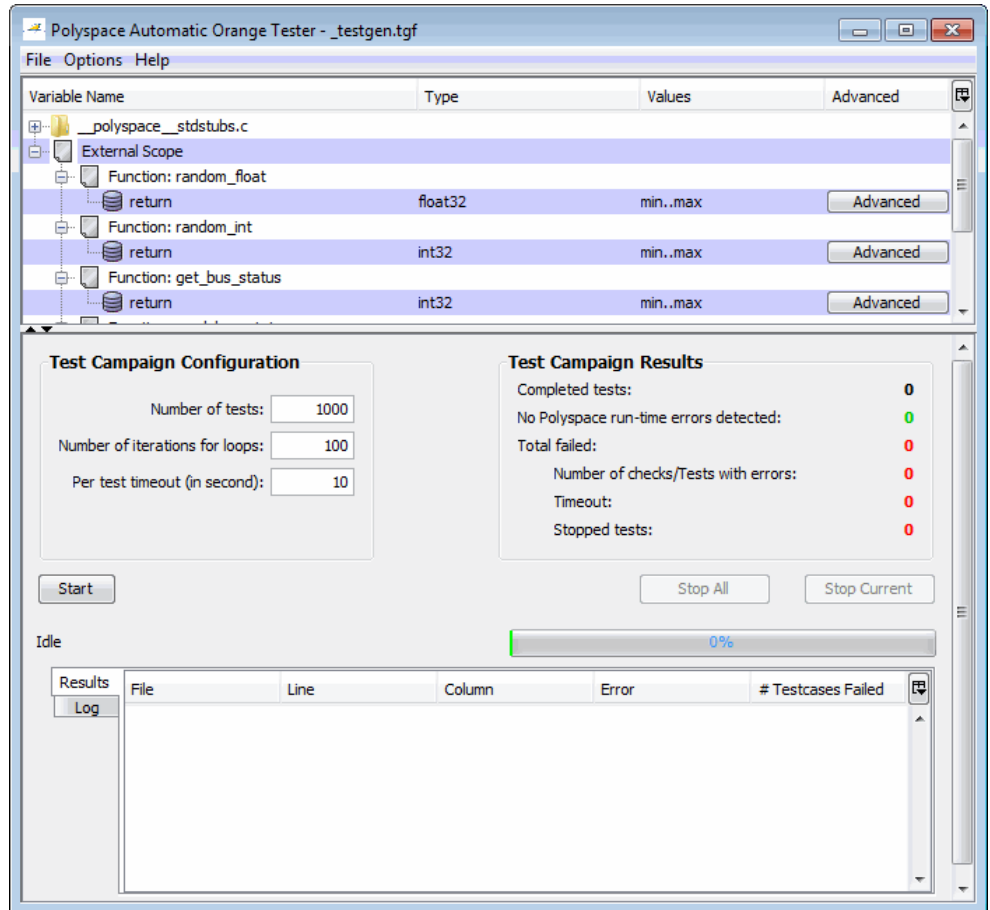 Polyspace Automatic Orange Tester - _testgen.tgf
File Options Help
Variable Name Type Values Advanced
__polyspace__stdstubs.c
External Scope
Function: random_float
return float32 min..max Advanced
Function: random_int
return int32 min..max Advanced
Function: get_bus_status
return int32 min..max Advanced
Test Campaign Configuration
Number of tests: 1000
Number of iterations for loops: 100
Per test timeout (in second): 10
Test Campaign Results
Completed tests: 0
No Polyspace run-time errors detected: 0
Total failed: 0
Number of checks/Tests with errors: 0
Timeout: 0
Stopped tests: 0
Start Stop All Stop Current
Idle 0%
Results
Log
File Line Column Error # Testcases Failed